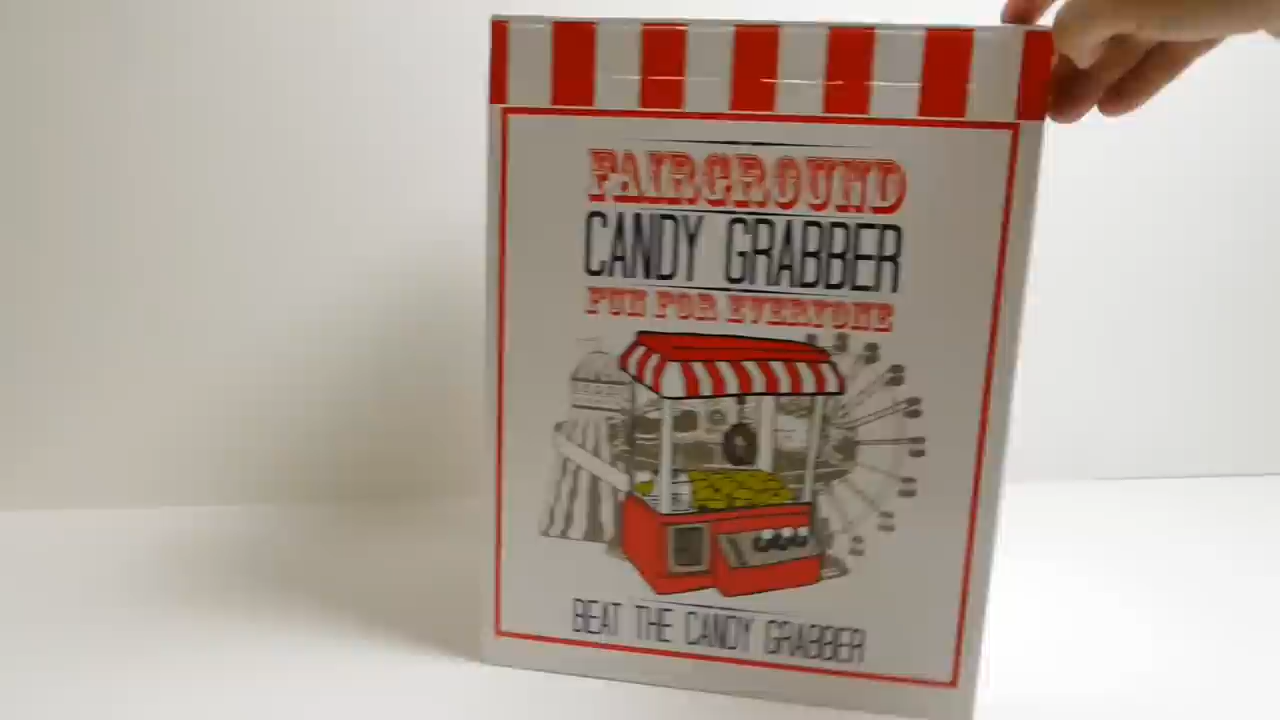 FAIRGROUND
CANDY GRABBER
FUN FOR EVERYONE
BEAT THE CANDY GRABBER